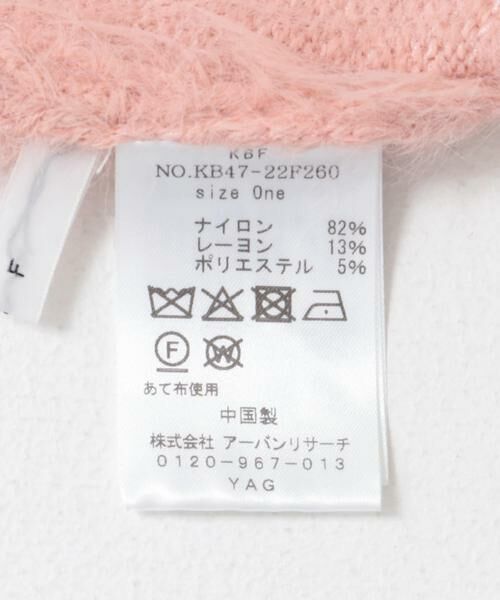 KBF
NO.KB47-22F260
size One
ナイロン 82%
レーヨン 13%
ポリエステル 5%
F W
あて布使用
中国製
株式会社 アーバンリサーチ
0120-967-013
YAG
F